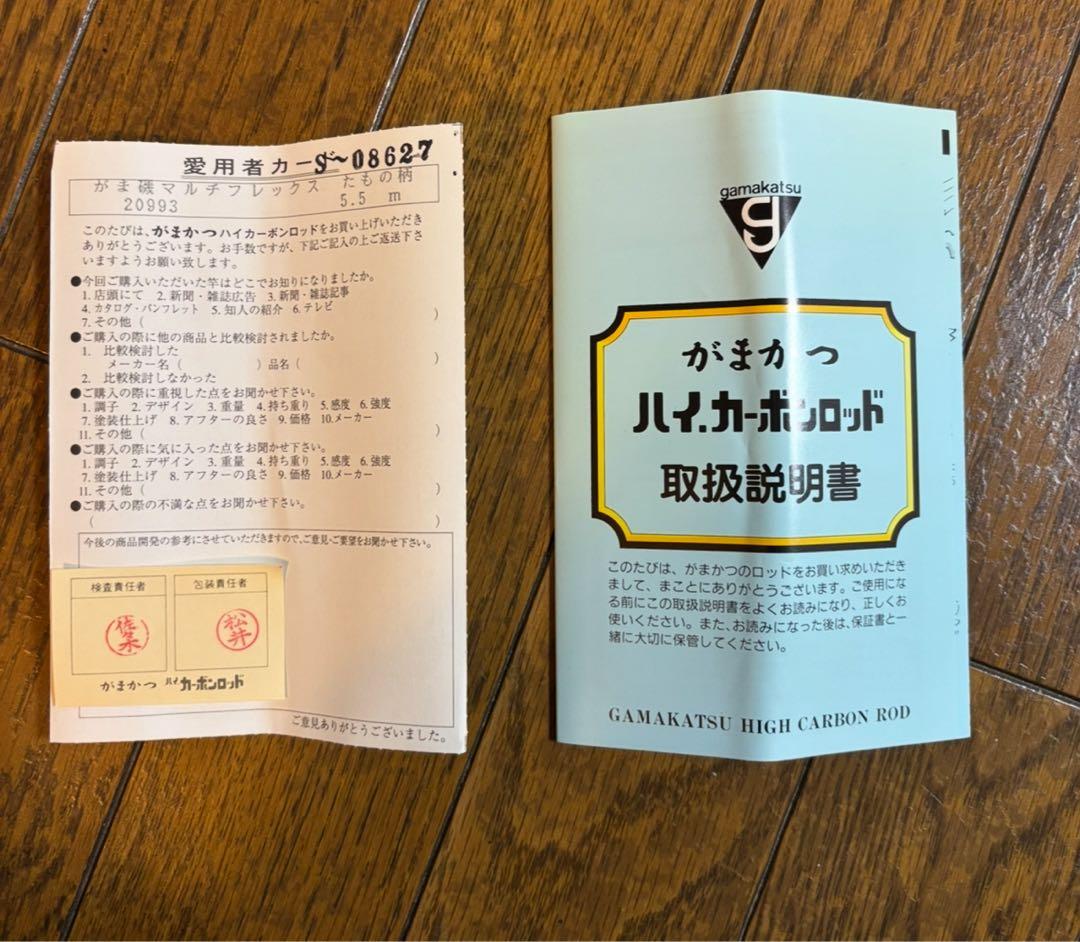 愛用者カード
S~08627
がま磯マルチフレックス たもの柄
20993 5.5 m
このたびは、がまかつハイカーボンロッドをお買い上げいただき
ありがとうございます。お手数ですが、下記ご記入の上ご返送下さ
いますようお願い致します。
●今回ご購入いただいた竿はどこでお知りになりましたか。
1. 店頭にて 2. 新聞・雑誌広告 3. 新聞・雑誌記事
4. カタログ・パンフレット 5. 知人の紹介 6. テレビ
7. その他 ( )
●ご購入の際に他の商品と比較検討されましたか。
1. 比較検討した
メーカー名 ( ) 品名 ( )
2. 比較検討しなかった
●ご購入の際に重視した点をお聞かせ下さい。
1. 調子 2. デザイン 3. 重量 4. 持ち重り 5. 感度 6. 強度
7. 塗装仕上げ 8. アフターの良さ 9. 価格 10. メーカー
11. その他 ( )
●ご購入の際に気に入った点をお聞かせ下さい。
1. 調子 2. デザイン 3. 重量 4. 持ち重り 5. 感度 6. 強度
7. 塗装仕上げ 8. アフターの良さ 9. 価格 10. メーカー
11. その他 ( )
●ご購入の際の不満な点をお聞かせ下さい。
( )
今後の商品開発の参考にさせていただきますので、ご意見・ご要望をお聞かせ下さい。
検査責任者 包装責任者
松井
がまかつ ハイ.カーボンロッド
ご意見ありがとうございました。
gamakatsu
g
がまかつ
ハイ.カーボンロッド
取扱説明書
このたびは、がまかつのロッドをお買い求めいただき
まして、まことにありがとうございます。ご使用にな
る前にこの取扱説明書をよくお読みになり、正しくお
使いください。また、お読みになった後は、保証書と一
緒に大切に保管してください。
GAMAKATSU HIGH CARBON ROD